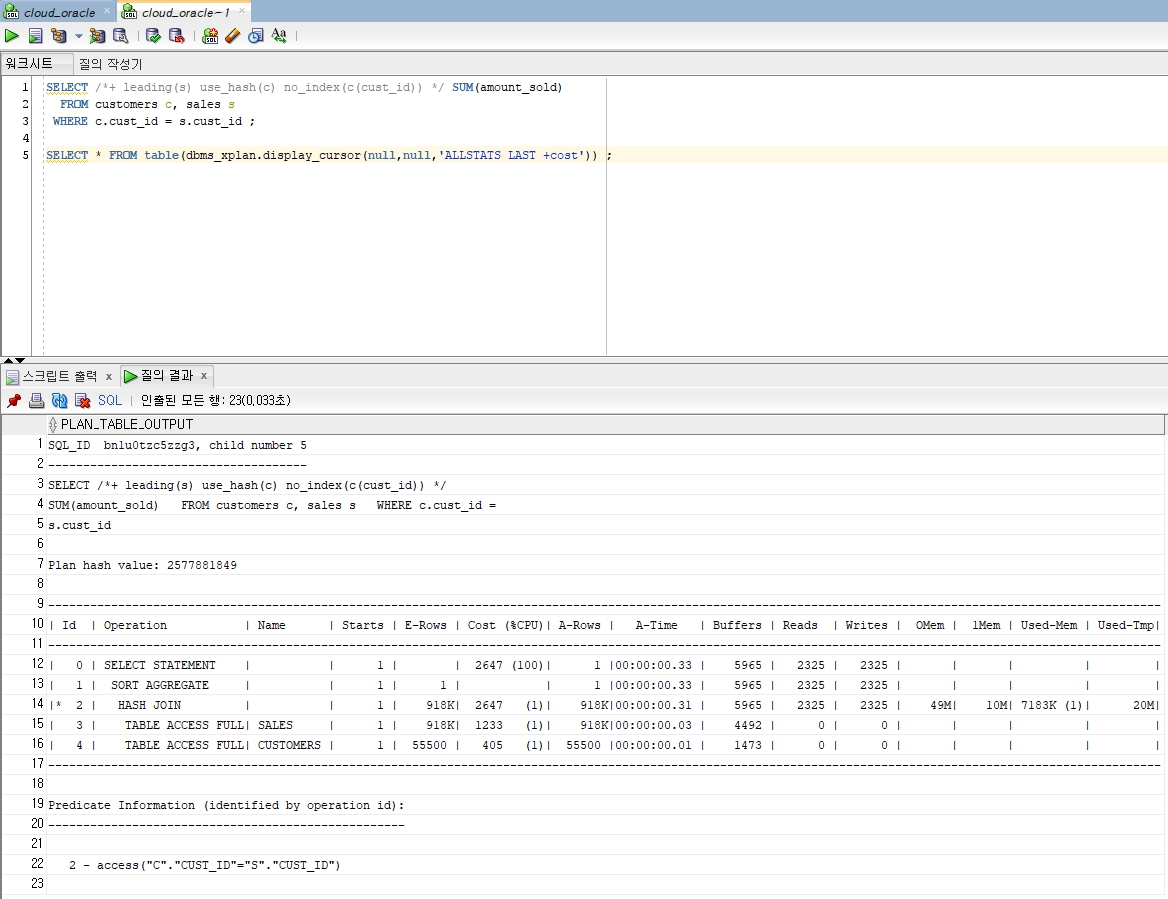 cloud_oracle
cloud_oracle~1
워크시트 질의 작성기
1 SELECT /*+ leading(s) use_hash(c) no_index(c(cust_id)) */ SUM(amount_sold)
2 FROM customers c, sales s
3 WHERE c.cust_id = s.cust_id ;
4
5 SELECT * FROM table(dbms_xplan.display_cursor(null,null,'ALLSTATS LAST +cost')) ;
스크립트 출력 x 질의 결과 x
SQL | 인출된 모든 행: 23(0,033초)
PLAN_TABLE_OUTPUT
1 SQL_ID  bn1u0tzc5zzg3, child number 5
2 -------------------------------------
3 SELECT /*+ leading(s) use_hash(c) no_index(c(cust_id)) */
4 SUM(amount_sold)   FROM customers c, sales s   WHERE c.cust_id =
5 s.cust_id
6
7 Plan hash value: 2577881849
8
9 ---------------------------------------------------------------------------------------------------------------------------------------------------------------
10 | Id  | Operation          | Name      | Starts | E-Rows | Cost (%CPU)| A-Rows |   A-Time   | Buffers | Reads  | Writes |  OMem |  1Mem | Used-Mem | Used-Tmp|
11 ---------------------------------------------------------------------------------------------------------------------------------------------------------------
12 |   0 | SELECT STATEMENT   |           |      1 |        |  2647 (100)|      1 |00:00:00.33 |    5965 |   2325 |   2325 |       |       |          |         |
13 |   1 |  SORT AGGREGATE    |           |      1 |      1 |            |      1 |00:00:00.33 |    5965 |   2325 |   2325 |       |       |          |         |
14 |*  2 |   HASH JOIN        |           |      1 |    918K|  2647   (1)|    918K|00:00:00.31 |    5965 |   2325 |   2325 |    49M|    10M| 7183K (1)|      20M|
15 |   3 |    TABLE ACCESS FULL| SALES     |      1 |    918K|  1233   (1)|    918K|00:00:00.03 |    4492 |      0 |      0 |       |       |          |         |
16 |   4 |    TABLE ACCESS FULL| CUSTOMERS |      1 |  55500 |   405   (1)|  55500 |00:00:00.01 |    1473 |      0 |      0 |       |       |          |         |
17 ---------------------------------------------------------------------------------------------------------------------------------------------------------------
18
19 Predicate Information (identified by operation id):
20 ---------------------------------------------------
21
22    2 - access("C"."CUST_ID"="S"."CUST_ID")
23